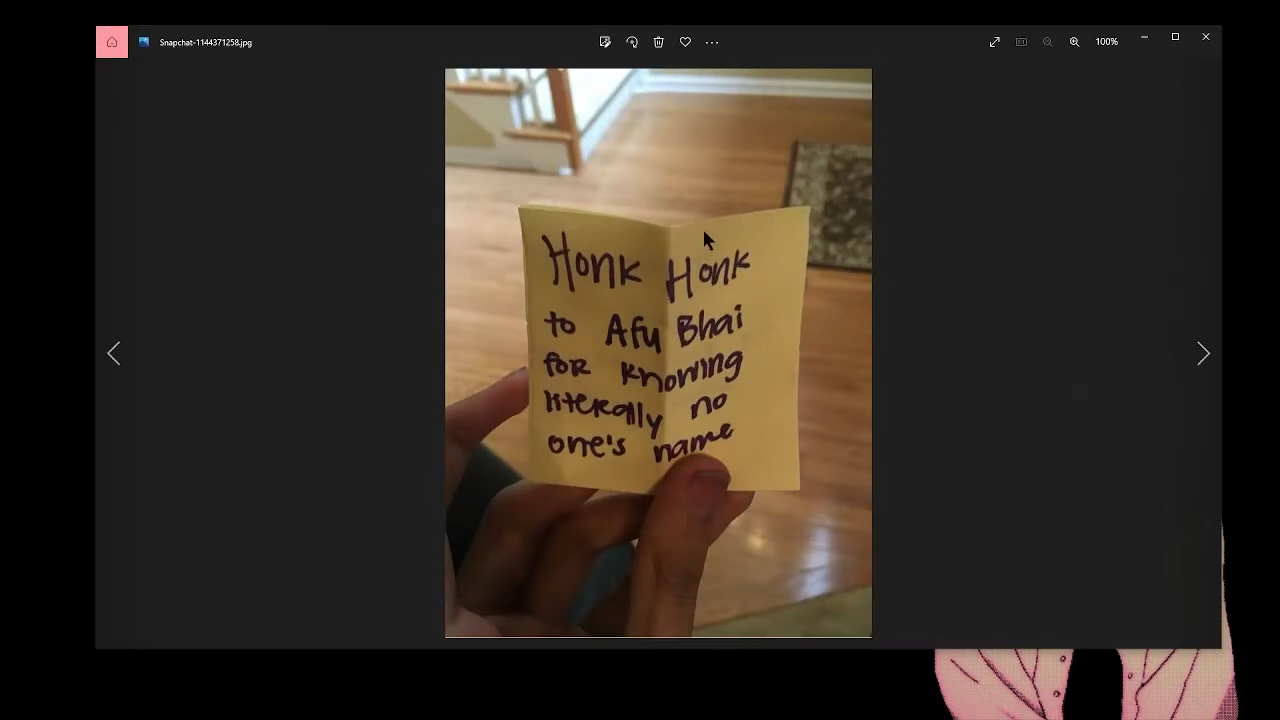 Snapchat-1144371258.jpg
100%
Honk Honk
to Afu Bhai
for knowing
literally no
one's name